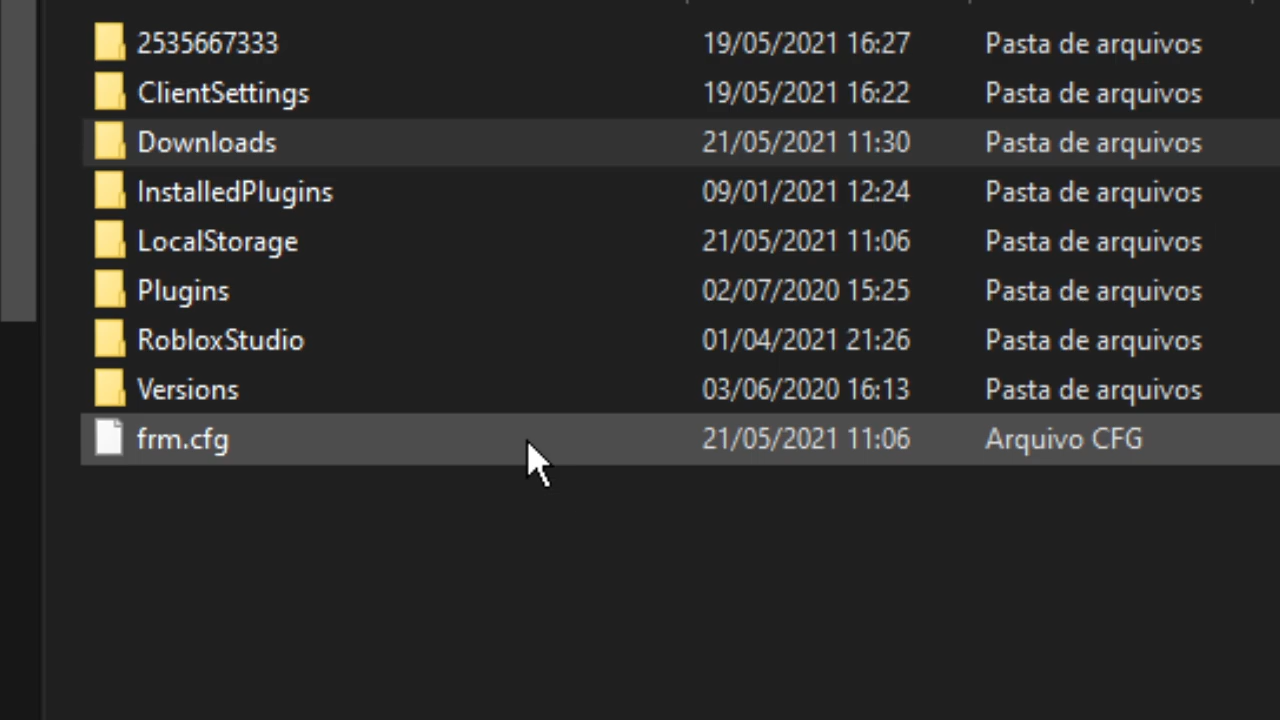 2535667333 19/05/2021 16:27 Pasta de arquivos
ClientSettings 19/05/2021 16:22 Pasta de arquivos
Downloads 21/05/2021 11:30 Pasta de arquivos
InstalledPlugins 09/01/2021 12:24 Pasta de arquivos
LocalStorage 21/05/2021 11:06 Pasta de arquivos
Plugins 02/07/2020 15:25 Pasta de arquivos
RobloxStudio 01/04/2021 21:26 Pasta de arquivos
Versions 03/06/2020 16:13 Pasta de arquivos
frm.cfg 21/05/2021 11:06 Arquivo CFG